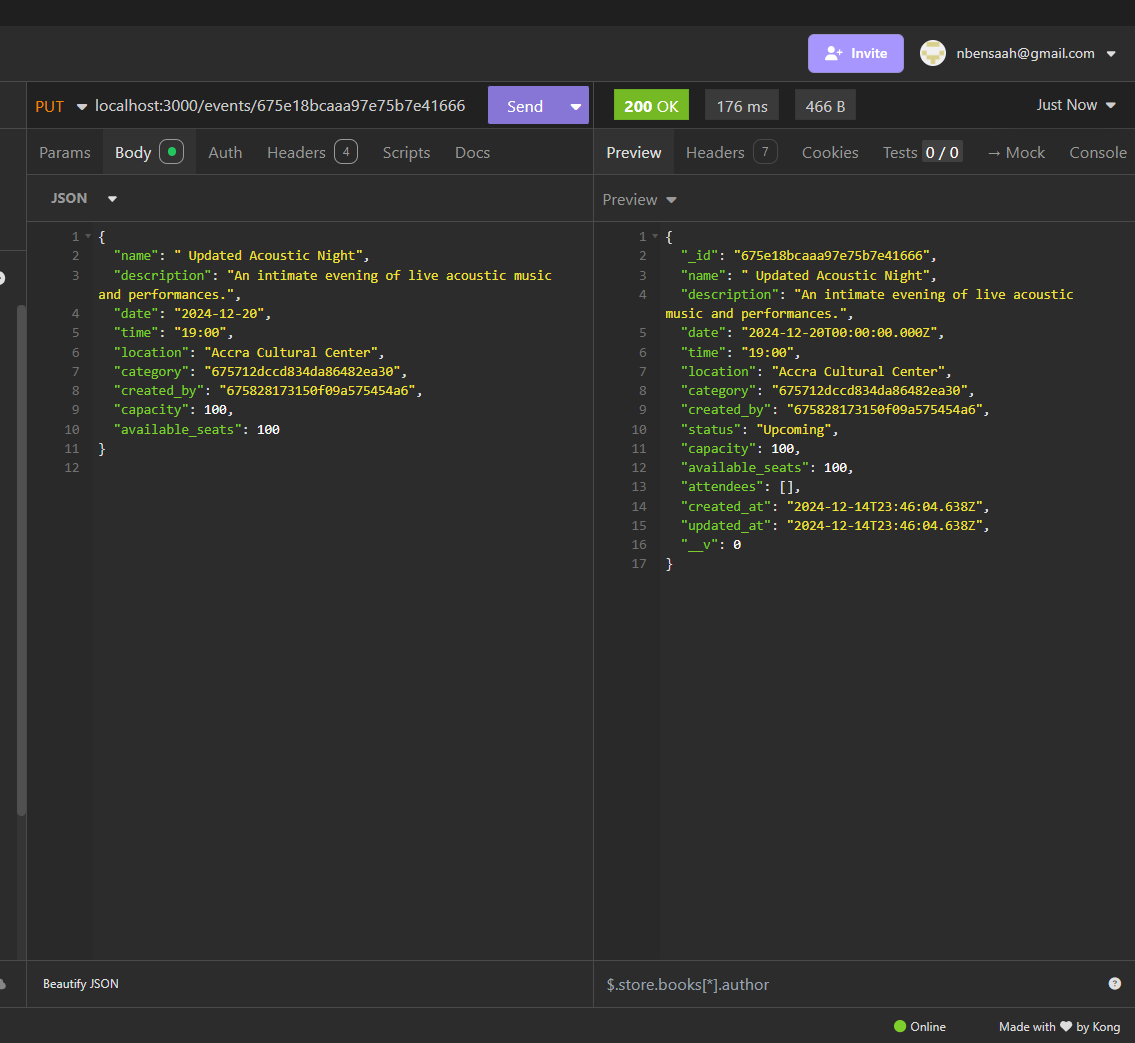 Invite
nbensaah@gmail.com
PUT localhost:3000/events/675e18bcaaa97e75b7e41666 Send
200 OK 176 ms 466 B Just Now
Params Body Auth Headers 4 Scripts Docs
Preview Headers 7 Cookies Tests 0 / 0 → Mock Console
JSON
Preview
1 {
2 "name": " Updated Acoustic Night",
3 "description": "An intimate evening of live acoustic music
and performances.",
4 "date": "2024-12-20",
5 "time": "19:00",
6 "location": "Accra Cultural Center",
7 "category": "675712dccd834da86482ea30",
8 "created_by": "675828173150f09a575454a6",
9 "capacity": 100,
10 "available_seats": 100
11 }
12
1 {
2 "_id": "675e18bcaaa97e75b7e41666",
3 "name": " Updated Acoustic Night",
4 "description": "An intimate evening of live acoustic
music and performances.",
5 "date": "2024-12-20T00:00:00.000Z",
6 "time": "19:00",
7 "location": "Accra Cultural Center",
8 "category": "675712dccd834da86482ea30",
9 "created_by": "675828173150f09a575454a6",
10 "status": "Upcoming",
11 "capacity": 100,
12 "available_seats": 100,
13 "attendees": [],
14 "created_at": "2024-12-14T23:46:04.638Z",
15 "updated_at": "2024-12-14T23:46:04.638Z",
16 "__v": 0
17 }
Beautify JSON
$.store.books[*].author
?
Online
Made with ♥ by Kong